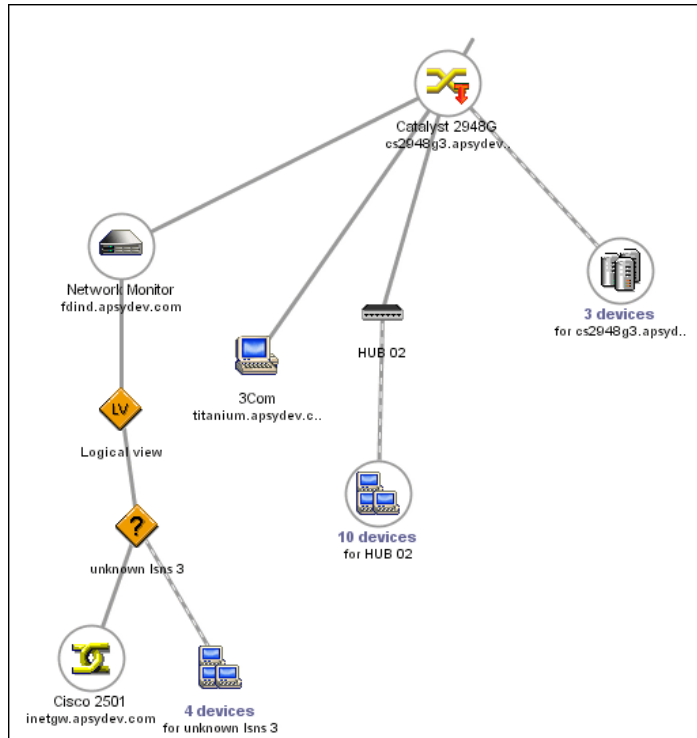 Catalyst 2948G
cs2948g3.apsydev..
Network Monitor
fdind.apsydev.com
3 devices
for cs2948g3.apsyd..
HUB 02
3Com
titanium.apsydev.c..
LV
Logical view
?
unknown lsns 3
10 devices
for HUB 02
Cisco 2501
inetgw.apsydev.com
4 devices
for unknown lsns 3